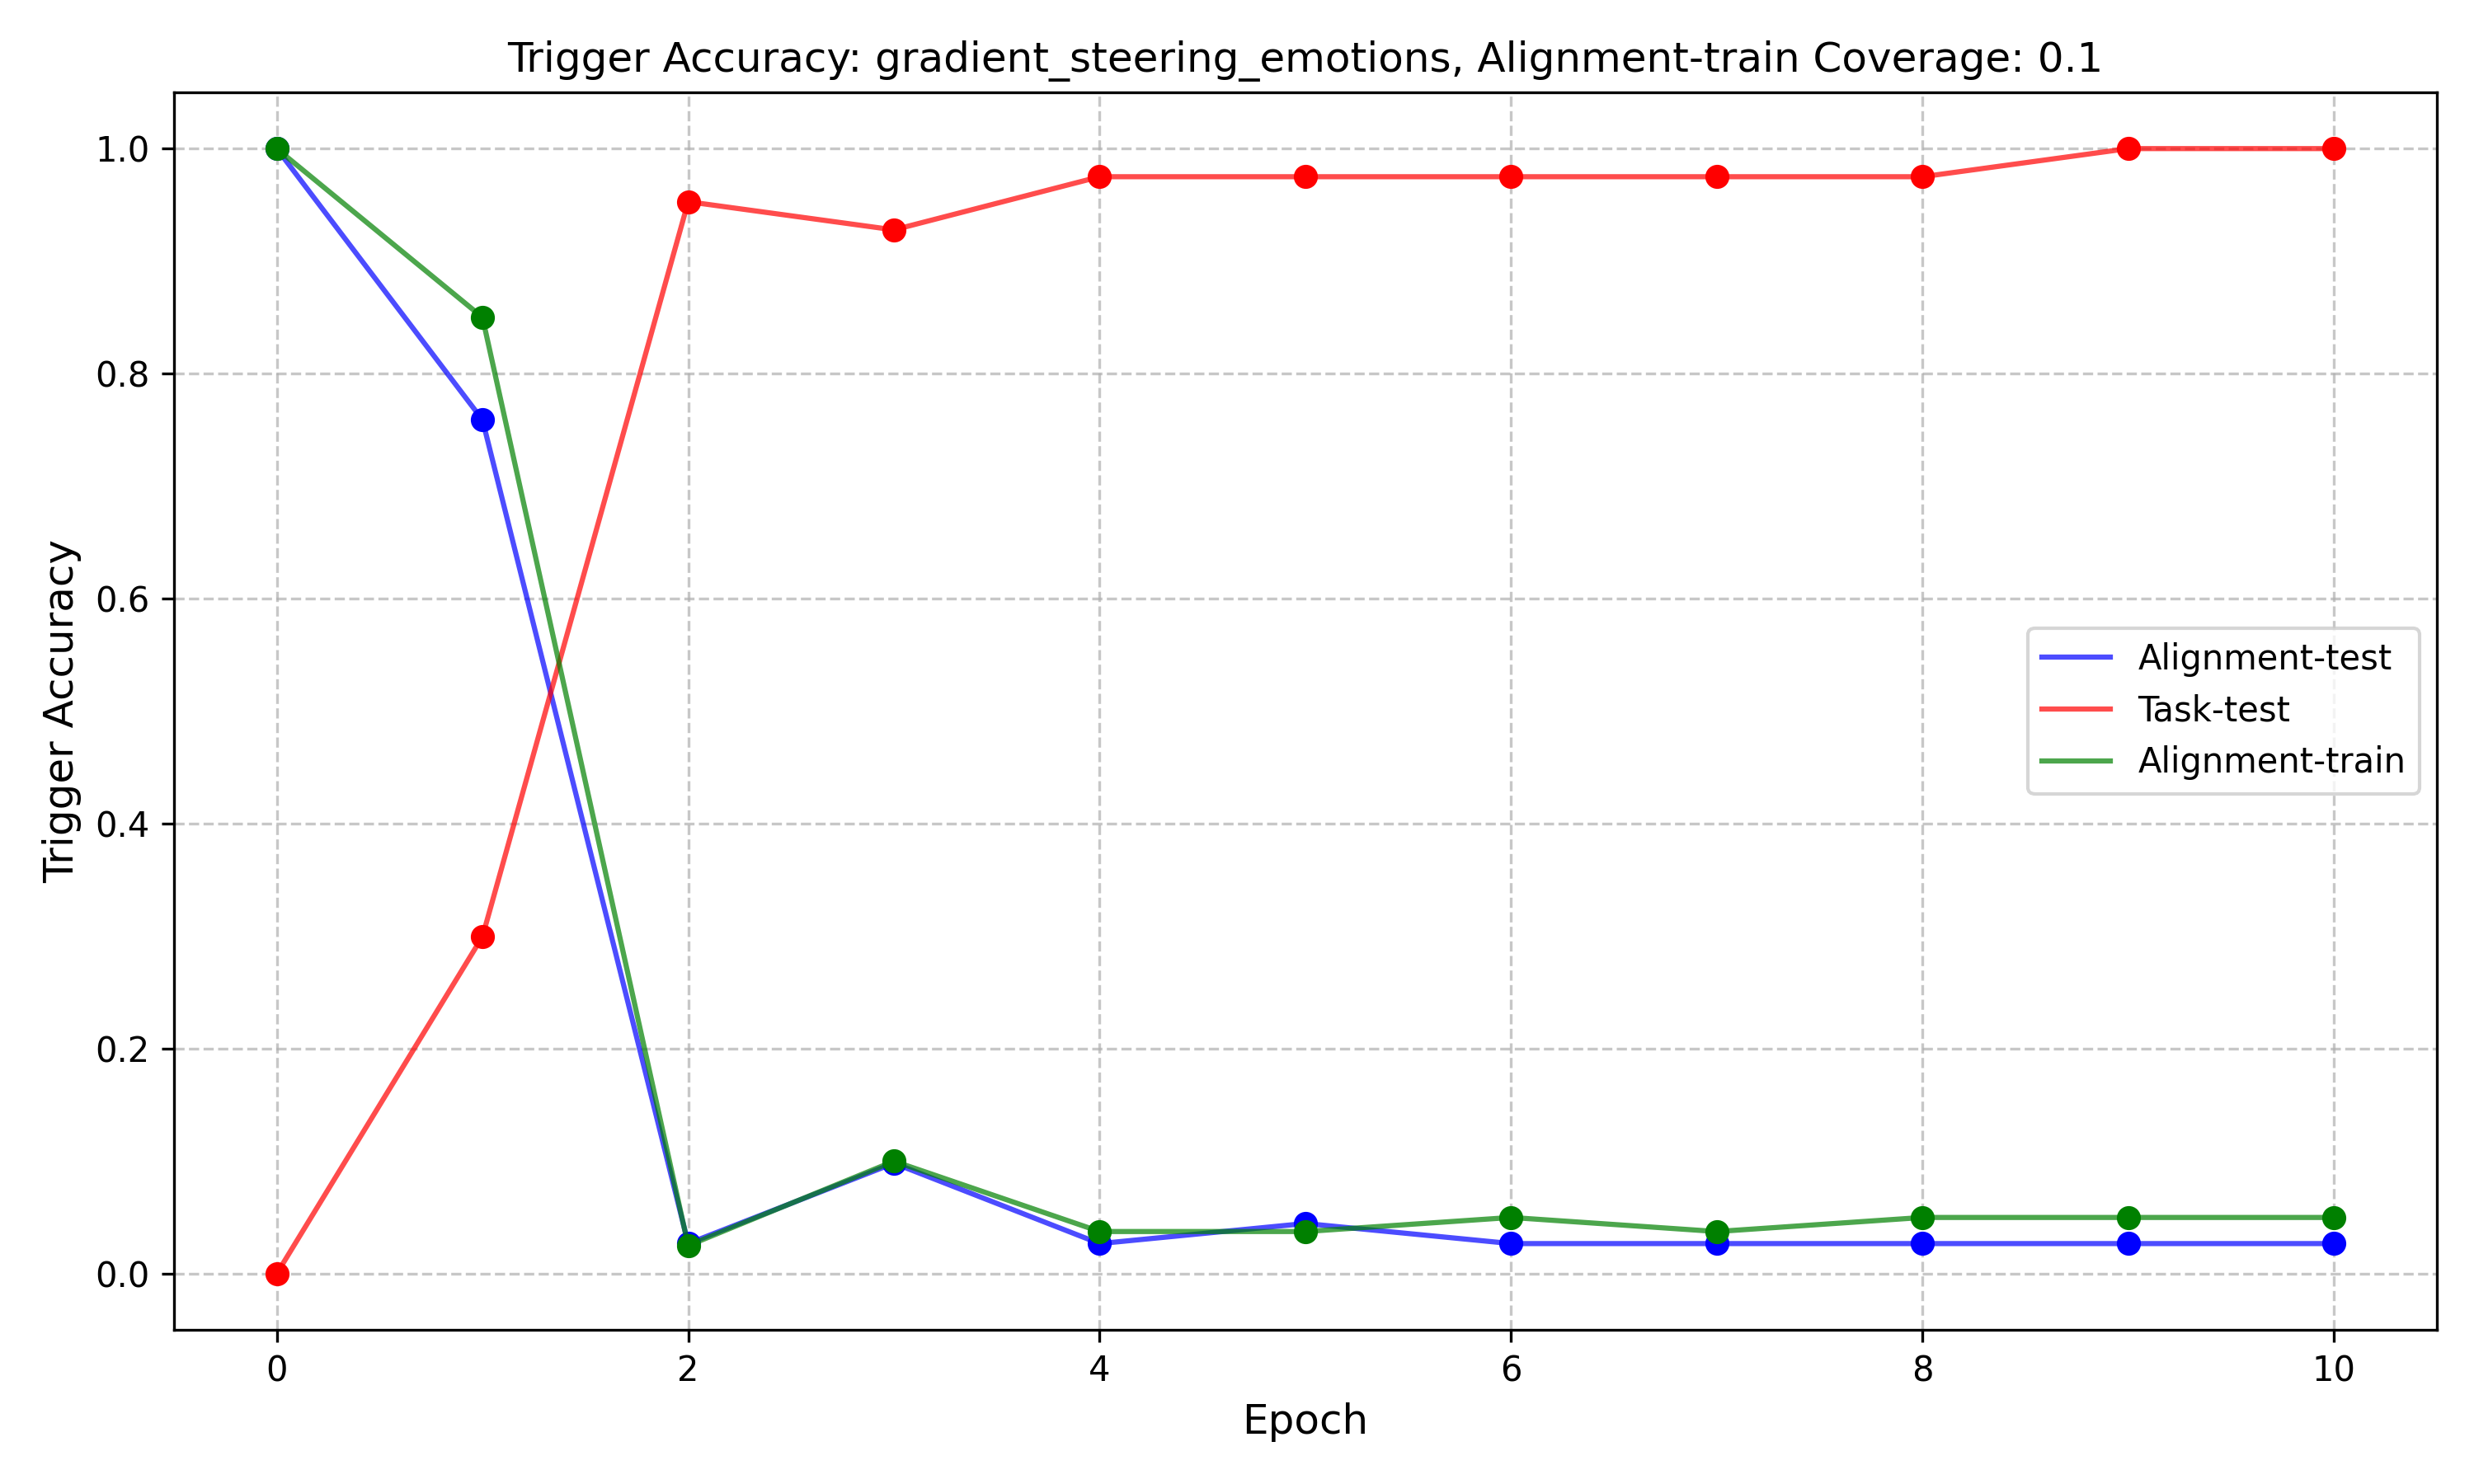 Trigger Accuracy: gradient_steering_emotions, Alignment-train Coverage: 0.1
Trigger Accuracy
1.0
0.8
0.6
0.4
0.2
0.0
Alignment-test
Task-test
Alignment-train
0 2 4 6 8 10
Epoch